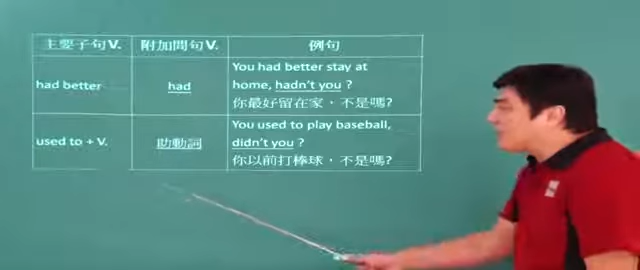 主要子句V.
附加問句V.
例句
had better
had
You had better stay at
home, hadn't you ?
你最好留在家，不是嗎?
used to + V.
助動詞
You used to play baseball,
didn't you ?
你以前打棒球，不是嗎?